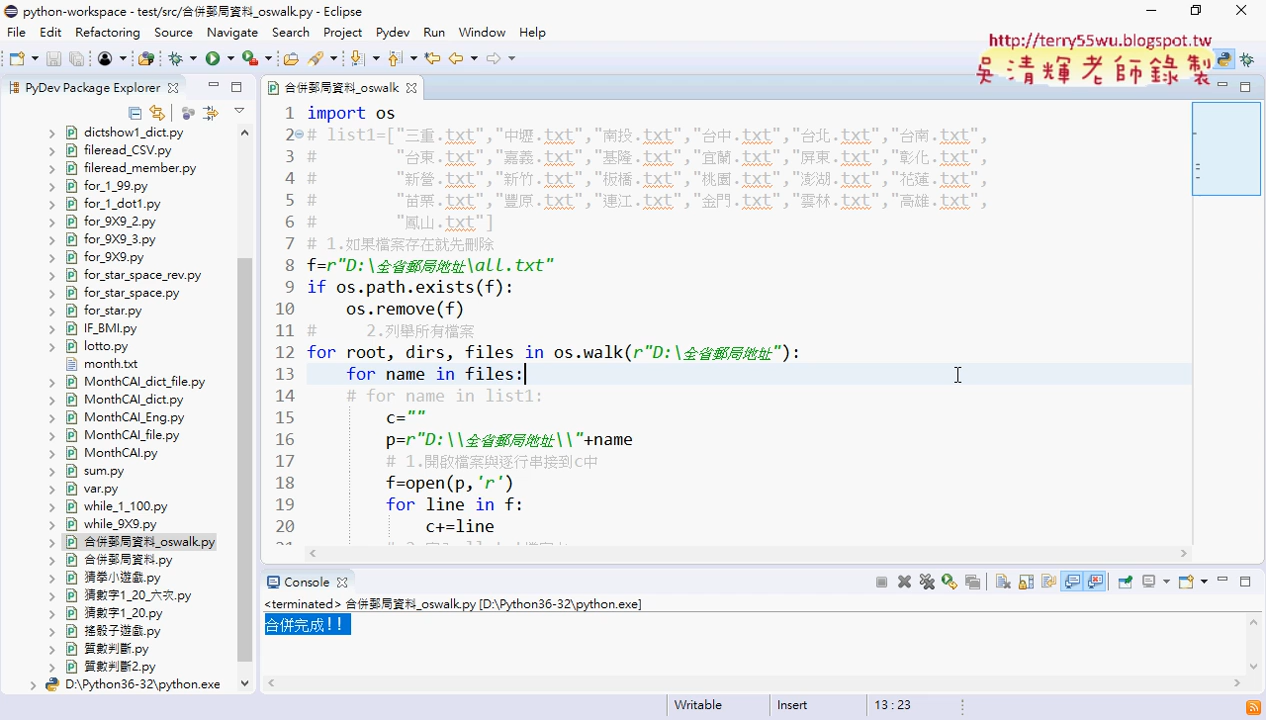 python-workspace - test/src/合併郵局資料_oswalk.py - Eclipse
File Edit Refactoring Source Navigate Search Project Pydev Run Window Help
http://terry55wu.blogspot.tw
吳清輝老師錄製
PyDev Package Explorer
dictshow1_dict.py
fileread_CSV.py
fileread_member.py
for_1_99.py
for_1_dot1.py
for_9X9_2.py
for_9X9_3.py
for_9X9.py
for_star_space_rev.py
for_star_space.py
for_star.py
IF_BMI.py
lotto.py
month.txt
MonthCAI_dict_file.py
MonthCAI_dict.py
MonthCAI_Eng.py
MonthCAI_file.py
MonthCAI.py
sum.py
var.py
while_1_100.py
while_9X9.py
合併郵局資料_oswalk.py
合併郵局資料.py
猜拳小遊戲.py
猜數字1_20_六次.py
猜數字1_20.py
搖骰子遊戲.py
質數判斷.py
質數判斷2.py
D:\Python36-32\python.exe
合併郵局資料_oswalk
1 import os
2 # list1=["三重.txt","中壢.txt","南投.txt","台中.txt","台北.txt","台南.txt",
3 # "台東.txt","嘉義.txt","基隆.txt","宜蘭.txt","屏東.txt","彰化.txt",
4 # "新營.txt","新竹.txt","板橋.txt","桃園.txt","澎湖.txt","花蓮.txt",
5 # "苗栗.txt","豐原.txt","連江.txt","金門.txt","雲林.txt","高雄.txt",
6 # "鳳山.txt"]
7 # 1.如果檔案存在就先刪除
8 f=r"D:\全省郵局地址\all.txt"
9 if os.path.exists(f):
10 os.remove(f)
11 # 2.列舉所有檔案
12 for root, dirs, files in os.walk(r"D:\全省郵局地址"):
13 for name in files:
14 # for name in list1:
15 c=""
16 p=r"D:\\全省郵局地址\\"+name
17 # 1.開啟檔案與逐行串接到c中
18 f=open(p,'r')
19 for line in f:
20 c+=line
Console
<terminated> 合併郵局資料_oswalk.py [D:\Python36-32\python.exe]
合併完成!!
Writable Insert 13 : 23